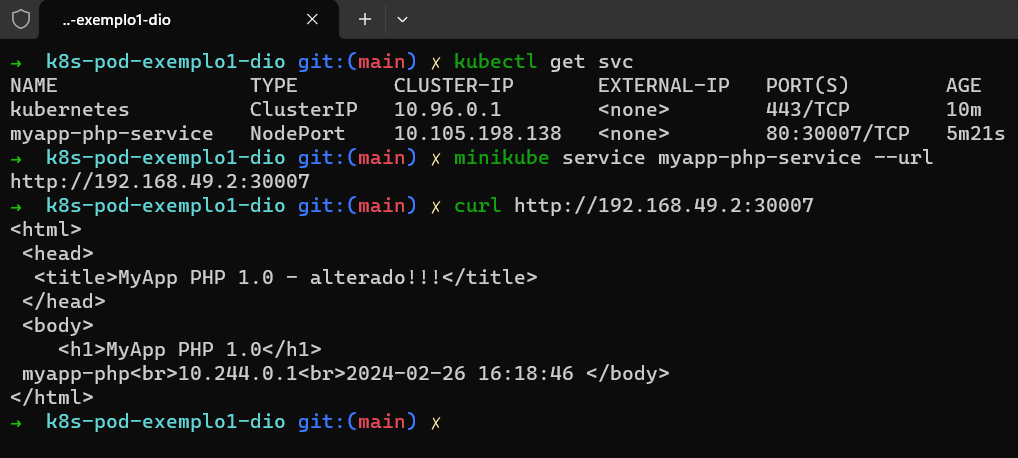 ..-exemplo1-dio
→ k8s-pod-exemplo1-dio git:(main) ✗ kubectl get svc
NAME                TYPE        CLUSTER-IP       EXTERNAL-IP   PORT(S)        AGE
kubernetes          ClusterIP   10.96.0.1        <none>        443/TCP        10m
myapp-php-service   NodePort    10.105.198.138   <none>        80:30007/TCP   5m21s
→ k8s-pod-exemplo1-dio git:(main) ✗ minikube service myapp-php-service --url
http://192.168.49.2:30007
→ k8s-pod-exemplo1-dio git:(main) ✗ curl http://192.168.49.2:30007
<html>
 <head>
  <title>MyApp PHP 1.0 - alterado!!!</title>
 </head>
 <body>
    <h1>MyApp PHP 1.0</h1>
 myapp-php<br>10.244.0.1<br>2024-02-26 16:18:46 </body>
</html>
→ k8s-pod-exemplo1-dio git:(main) ✗